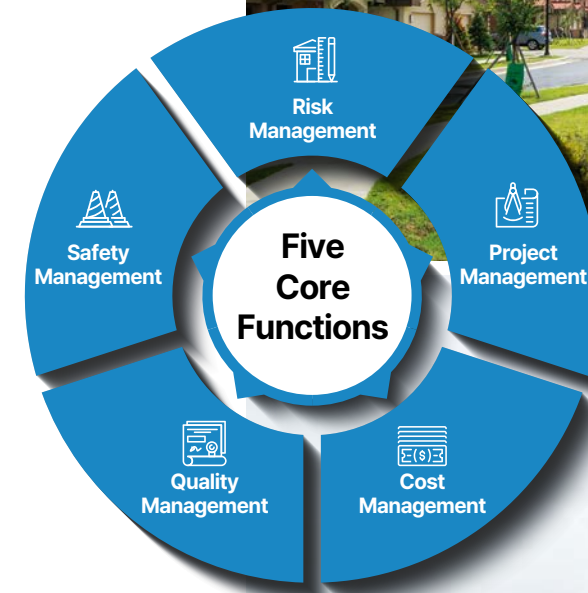 Risk
Management
Project
Management
Cost
Management
Quality
Management
Safety
Management
Five
Core
Functions